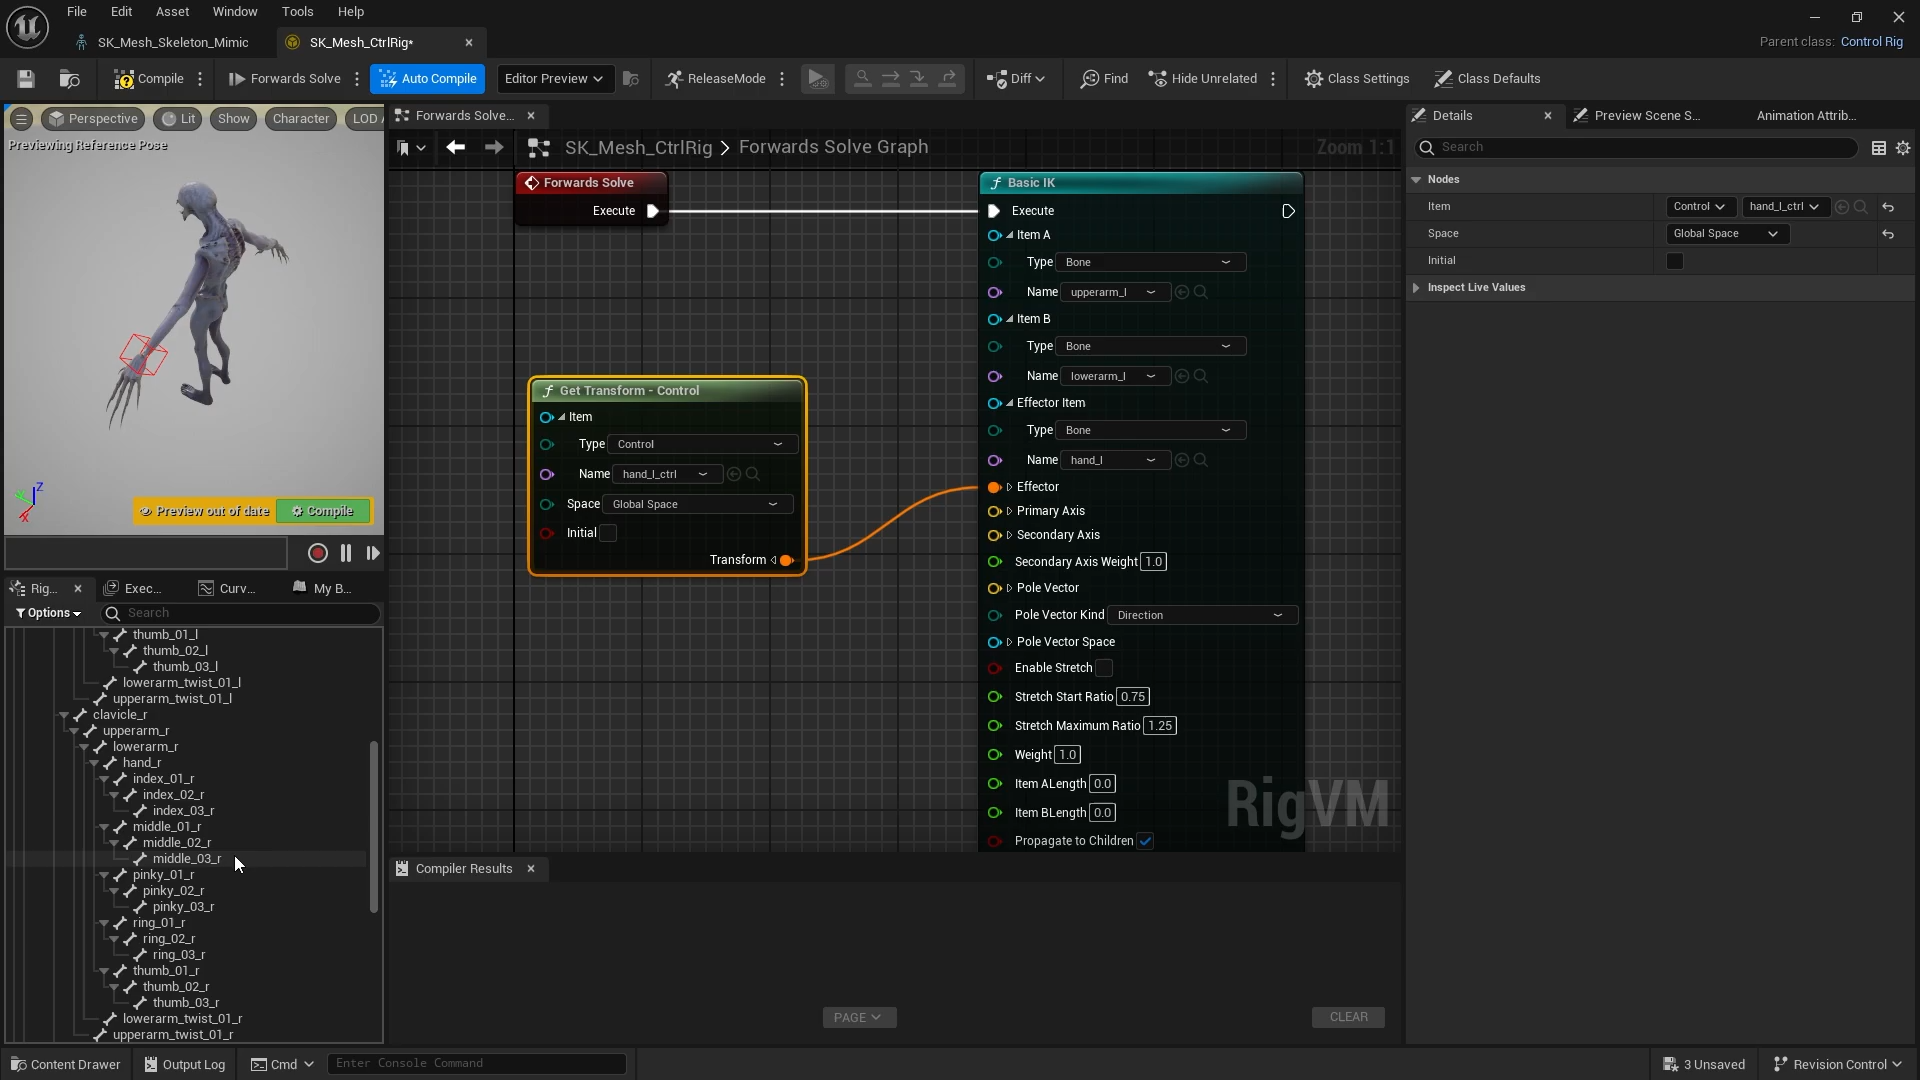 File Edit Asset Window Tools Help
SK_Mesh_Skeleton_Mimic
SK_Mesh_CtrlRig*
Parent class: Control Rig
Compile
Forwards Solve
Auto Compile
Editor Preview
ReleaseMode
Diff
Find
Hide Unrelated
Class Settings
Class Defaults
Perspective
Lit
Show
Character
LOD A
Previewing Reference Pose
Z
X
Preview out of date
Compile
Rig...
Exec...
Curv...
My B...
Options
Search
thumb_01_l
thumb_02_l
thumb_03_l
lowerarm_twist_01_l
upperarm_twist_01_l
clavicle_r
upperarm_r
lowerarm_r
hand_r
index_01_r
index_02_r
index_03_r
middle_01_r
middle_02_r
middle_03_r
pinky_01_r
pinky_02_r
pinky_03_r
ring_01_r
ring_02_r
ring_03_r
thumb_01_r
thumb_02_r
thumb_03_r
lowerarm_twist_01_r
upperarm_twist_01_r
Forwards Solve...
SK_Mesh_CtrlRig > Forwards Solve Graph
Zoom 1:1
Forwards Solve
Execute
Get Transform - Control
Item
Type Control
Name hand_l_ctrl
Space Global Space
Initial
Transform
Basic IK
Execute
Item A
Type Bone
Name upperarm_l
Item B
Type Bone
Name lowerarm_l
Effector Item
Type Bone
Name hand_l
Effector
Primary Axis
Secondary Axis
Secondary Axis Weight 1.0
Pole Vector
Pole Vector Kind Direction
Pole Vector Space
Enable Stretch
Stretch Start Ratio 0.75
Stretch Maximum Ratio 1.25
Weight 1.0
Item ALength 0.0
Item BLength 0.0
Propagate to Children
RigVM
Compiler Results
PAGE
CLEAR
Details
Preview Scene S...
Animation Attrib...
Search
Nodes
Item Control hand_l_ctrl
Space Global Space
Initial
Inspect Live Values
Content Drawer
Output Log
Cmd
Enter Console Command
3 Unsaved
Revision Control